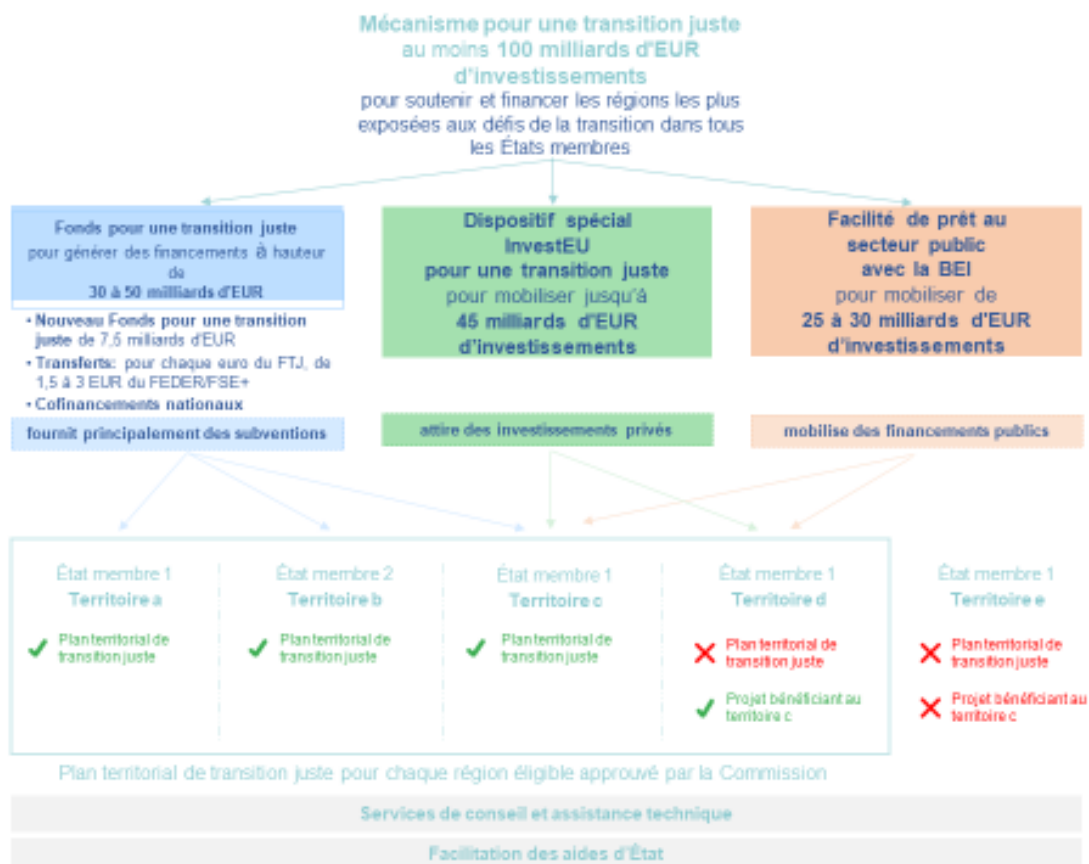 Mécanisme pour une transition juste
au moins 100 milliards d'EUR
d'investissements
pour soutenir et financer les régions les plus
exposées aux défis de la transition dans tous
les États membres
Fonds pour une transition juste
pour générer des financements à hauteur
de
30 à 50 milliards d'EUR
• Nouveau Fonds pour une transition
juste de 7,5 milliards d'EUR
• Transferts: pour chaque euro du FTJ, de
1,5 à 3 EUR du FEDER/FSE+
• Cofinancements nationaux
fournit principalement des subventions
Dispositif spécial
InvestEU
pour une transition juste
pour mobiliser jusqu'à
45 milliards d'EUR
d'investissements
attire des investissements privés
Facilité de prêt au
secteur public
avec la BEI
pour mobiliser de
25 à 30 milliards d'EUR
d'investissements
mobilise des financements publics
État membre 1
Territoire a
✓ Plan territorial de
transition juste
État membre 2
Territoire b
✓ Plan territorial de
transition juste
État membre 1
Territoire c
✓ Plan territorial de
transition juste
État membre 1
Territoire d
✗ Plan territorial de
transition juste
✓ Projet bénéficiant au
territoire c
État membre 1
Territoire e
✗ Plan territorial de
transition juste
✗ Projet bénéficiant au
territoire c
Plan territorial de transition juste pour chaque région éligible approuvé par la Commission
Services de conseil et assistance technique
Facilitation des aides d'État